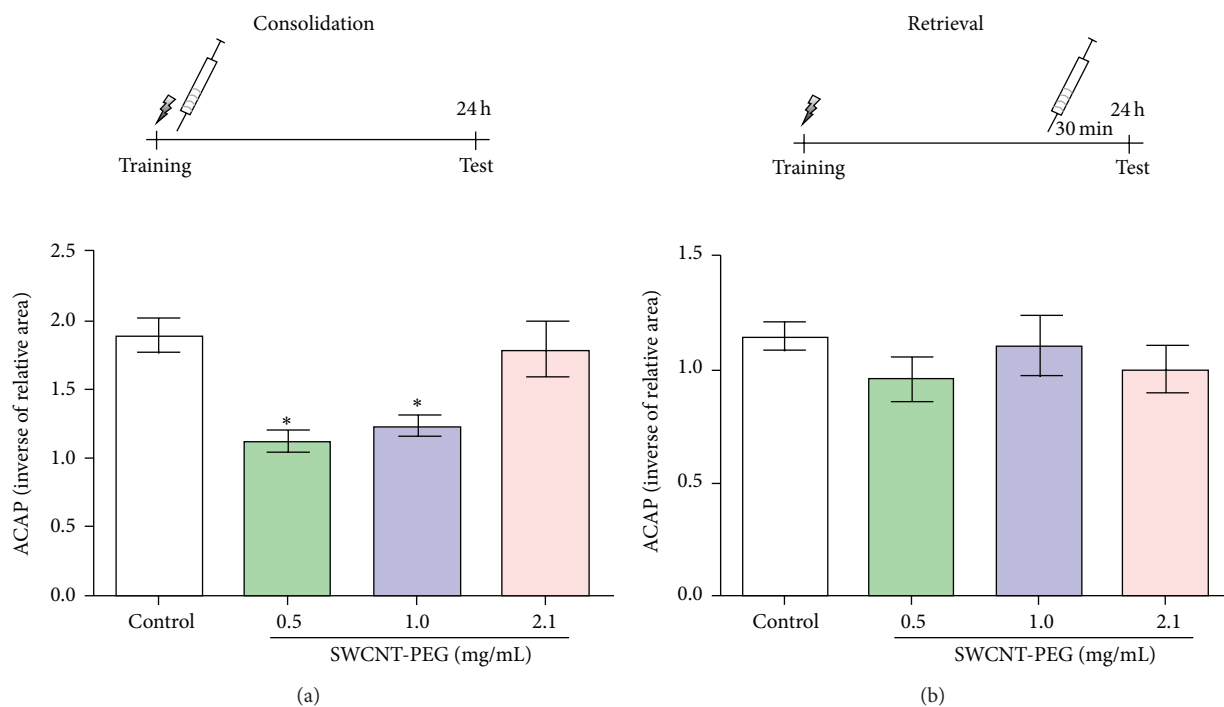 Consolidation
24 h
Training
Test
2.5
2.0
1.5
1.0
0.5
0.0
ACAP (inverse of relative area)
*
*
Control
0.5
1.0
2.1
SWCNT-PEG (mg/mL)
(a)
Retrieval
24 h
30 min
Training
Test
1.5
1.0
0.5
0.0
ACAP (inverse of relative area)
Control
0.5
1.0
2.1
SWCNT-PEG (mg/mL)
(b)